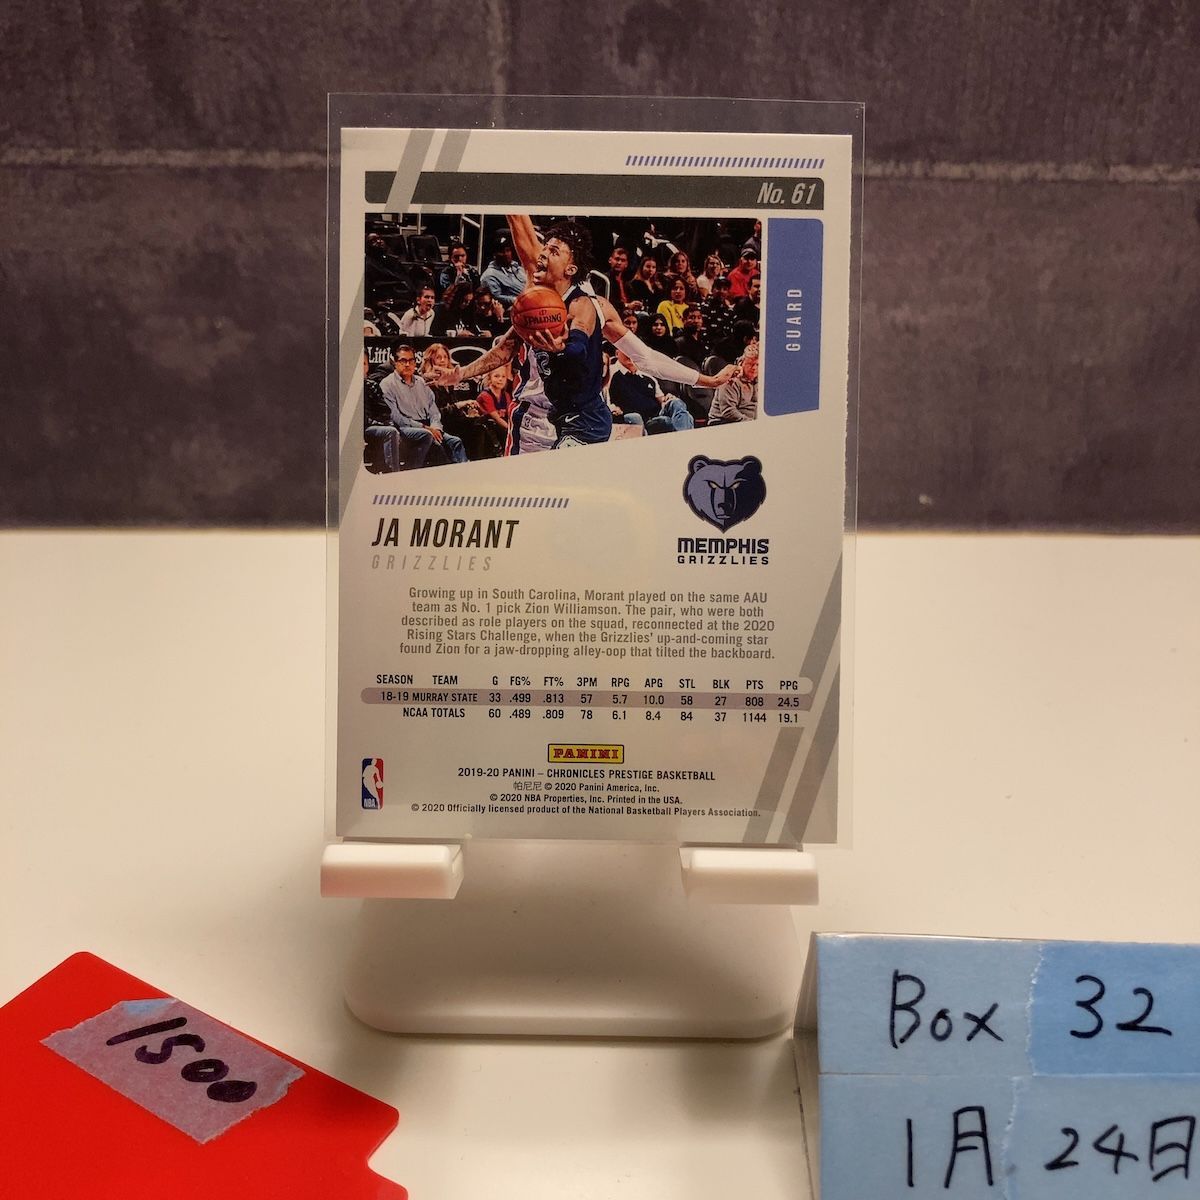 No. 61
GUARD
SPALDING
JA MORANT
GRIZZLIES
MEMPHIS
GRIZZLIES
Growing up in South Carolina, Morant played on the same AAU
team as No. 1 pick Zion Williamson. The pair, who were both
described as role players on the squad, reconnected at the 2020
Rising Stars Challenge, when the Grizzlies' up-and-coming star
found Zion for a jaw-dropping alley-oop that tilted the backboard.
SEASON TEAM G FG% FT% 3PM RPG APG STL BLK PTS PPG
18-19 MURRAY STATE 33 .499 .813 57 5.7 10.0 58 27 808 24.5
NCAA TOTALS 60 .489 .809 78 6.1 8.4 84 37 1144 19.1
PANINI
2019-20 PANINI – CHRONICLES PRESTIGE BASKETBALL
帕尼尼 © 2020 Panini America, Inc.
© 2020 NBA Properties, Inc. Printed in the USA.
© 2020 Officially licensed product of the National Basketball Players Association.
NBA
1500
Box 32
1月 24日